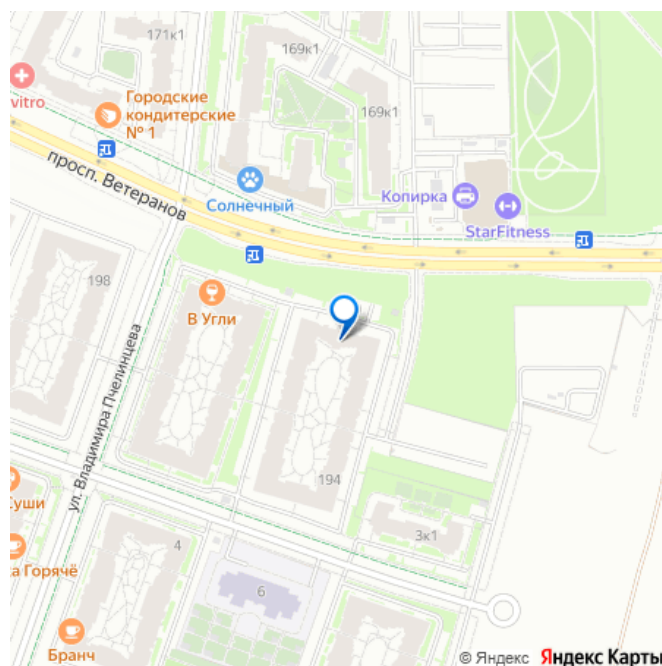 171к1
169к1
vitro
Городские
кондитерские
№ 1
169к1
просп. Ветеранов
Солнечный
Копирка
StarFitness
198
В Угли
ул. Владимира Пчелинцева
194
Суши
3к1
4
а Горячё
6
Бранч
© Яндекс Яндекс Карты